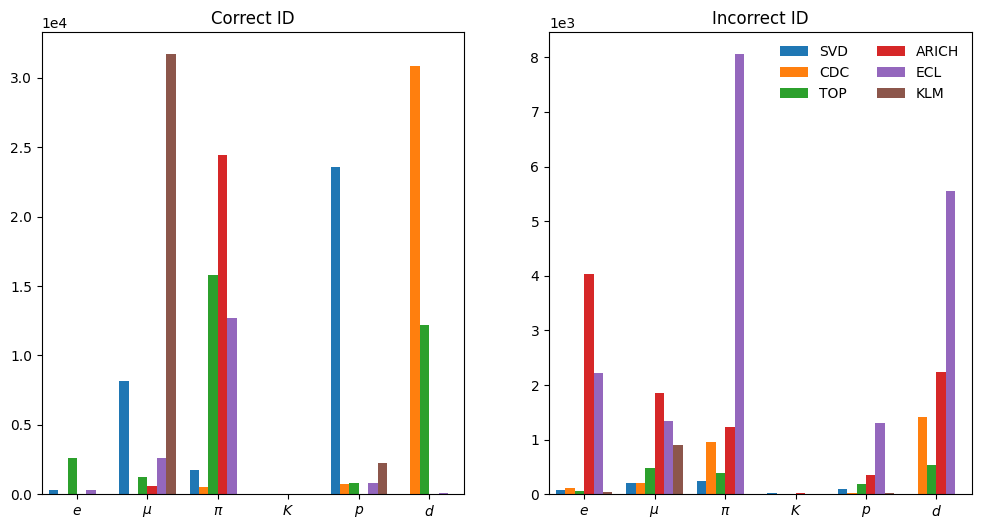 Correct ID
1e4
3.0
2.5
2.0
1.5
1.0
0.5
0.0
e μ π K p d
Incorrect ID
1e3
8
7
6
5
4
3
2
1
0
e μ π K p d
SVD
CDC
TOP
ARICH
ECL
KLM